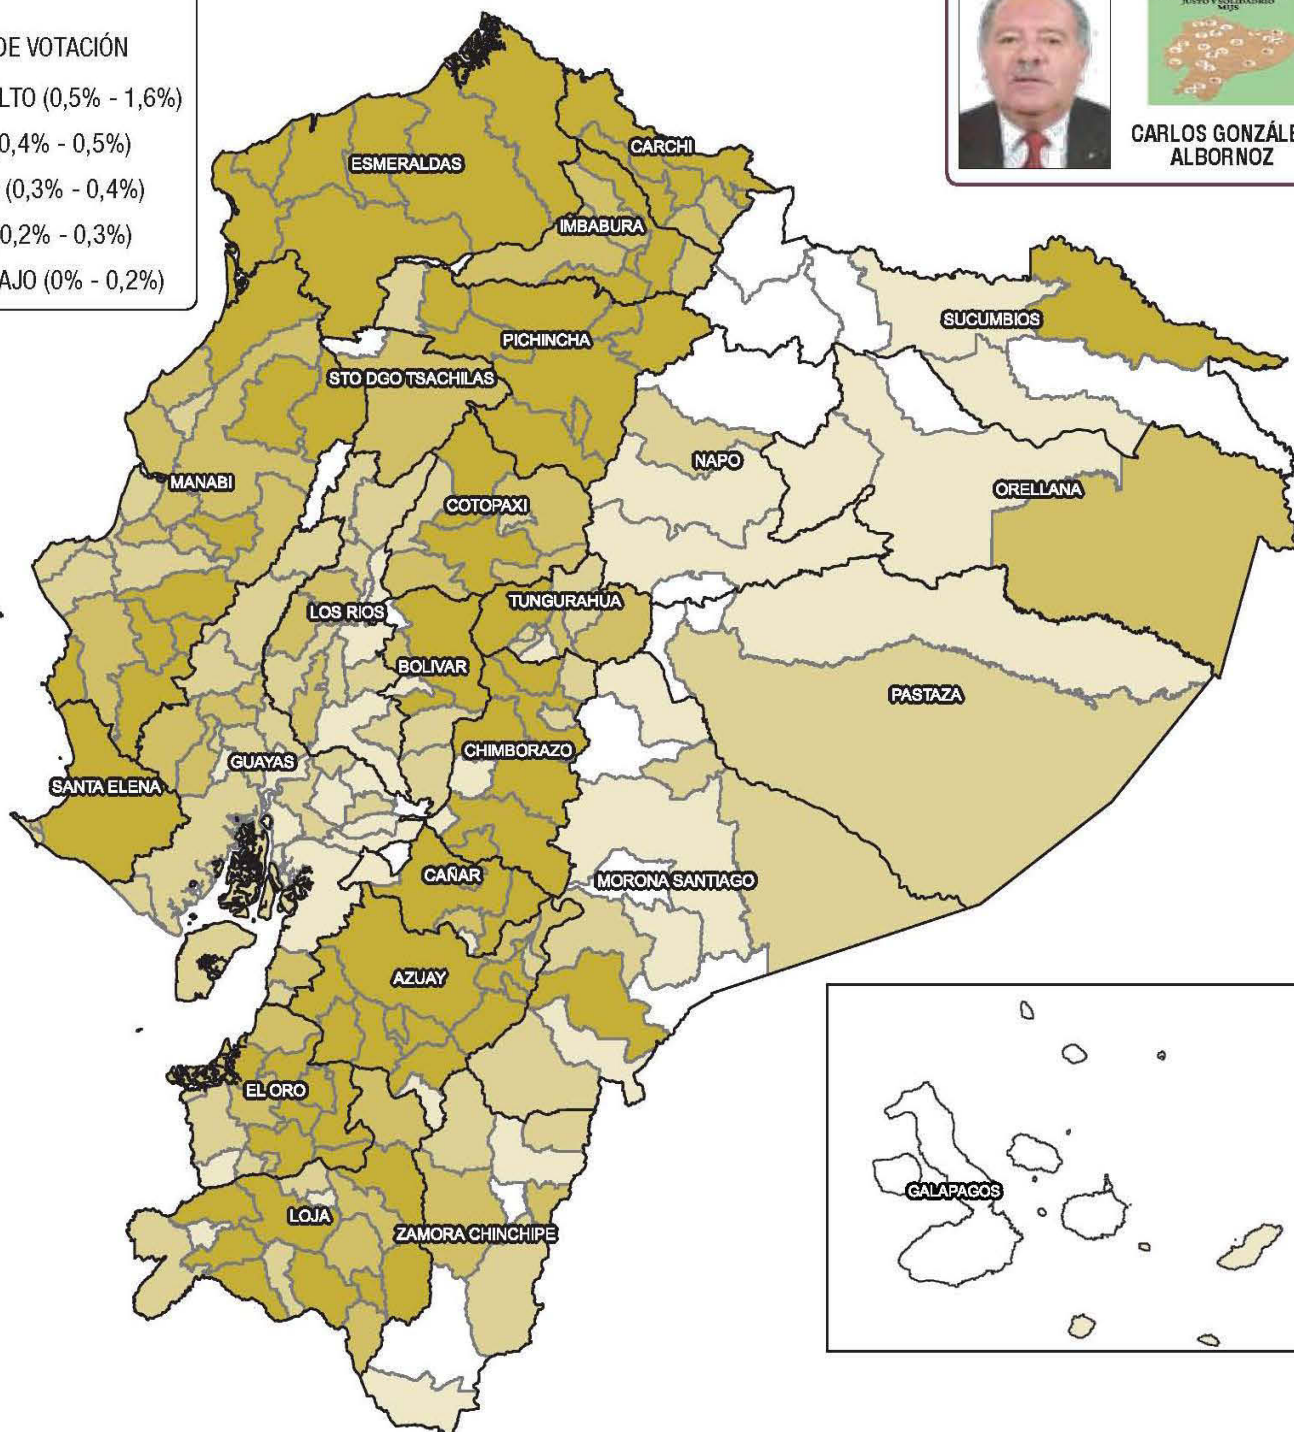 DE VOTACIÓN
LTO (0,5% - 1,6%)
0,4% - 0,5%)
(0,3% - 0,4%)
0,2% - 0,3%)
AJO (0% - 0,2%)
JUSTO Y SOLIDARIO
MIJS
CARLOS GONZÁLE
ALBORNOZ
ESMERALDAS
CARCHI
IMBABURA
SUCUMBIOS
PICHINCHA
STO DGO TSACHILAS
NAPO
MANABI
ORELLANA
COTOPAXI
LOS RIOS
TUNGURAHUA
BOLIVAR
PASTAZA
CHIMBORAZO
GUAYAS
SANTA ELENA
CAÑAR
MORONA SANTIAGO
AZUAY
EL ORO
GALAPAGOS
LOJA
ZAMORA CHINCHIPE